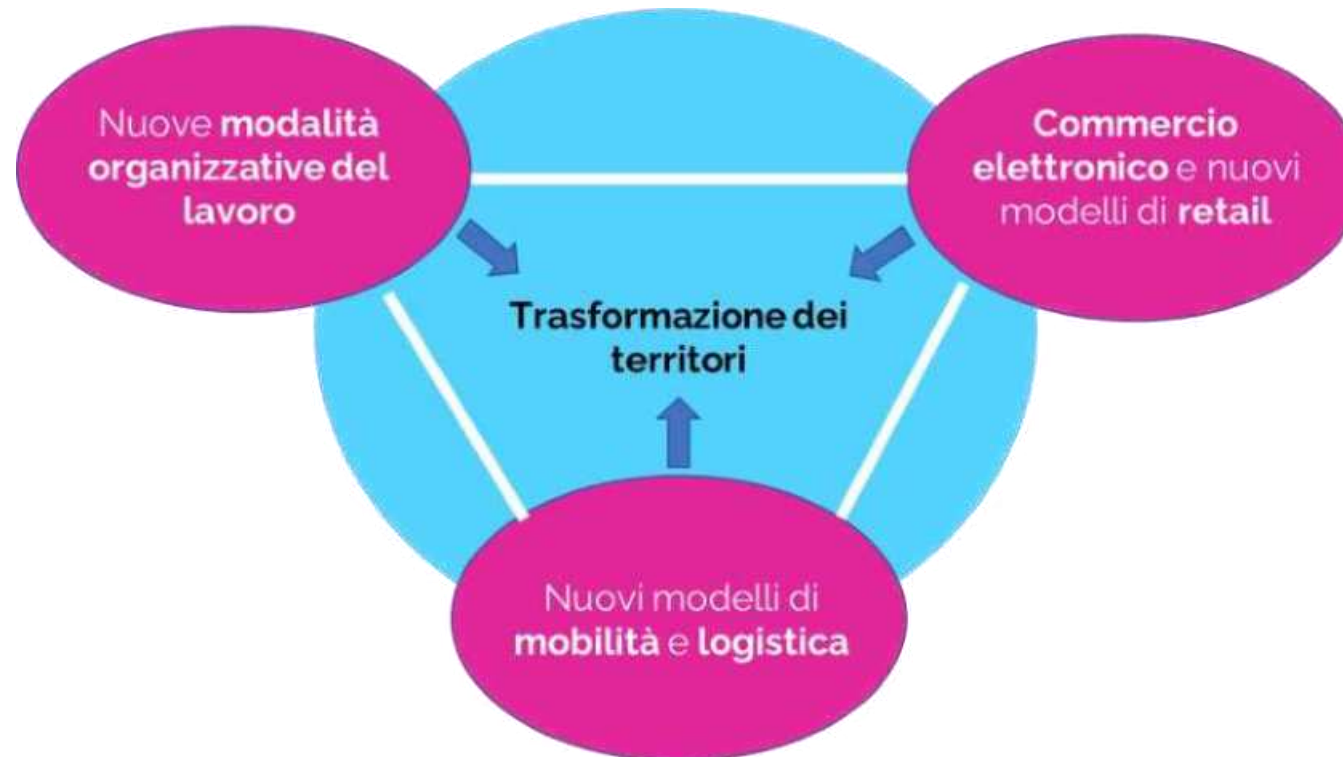 Nuove modalità
organizzative del
lavoro
Commercio
elettronico e nuovi
modelli di retail
Trasformazione dei
territori
Nuovi modelli di
mobilità e logistica